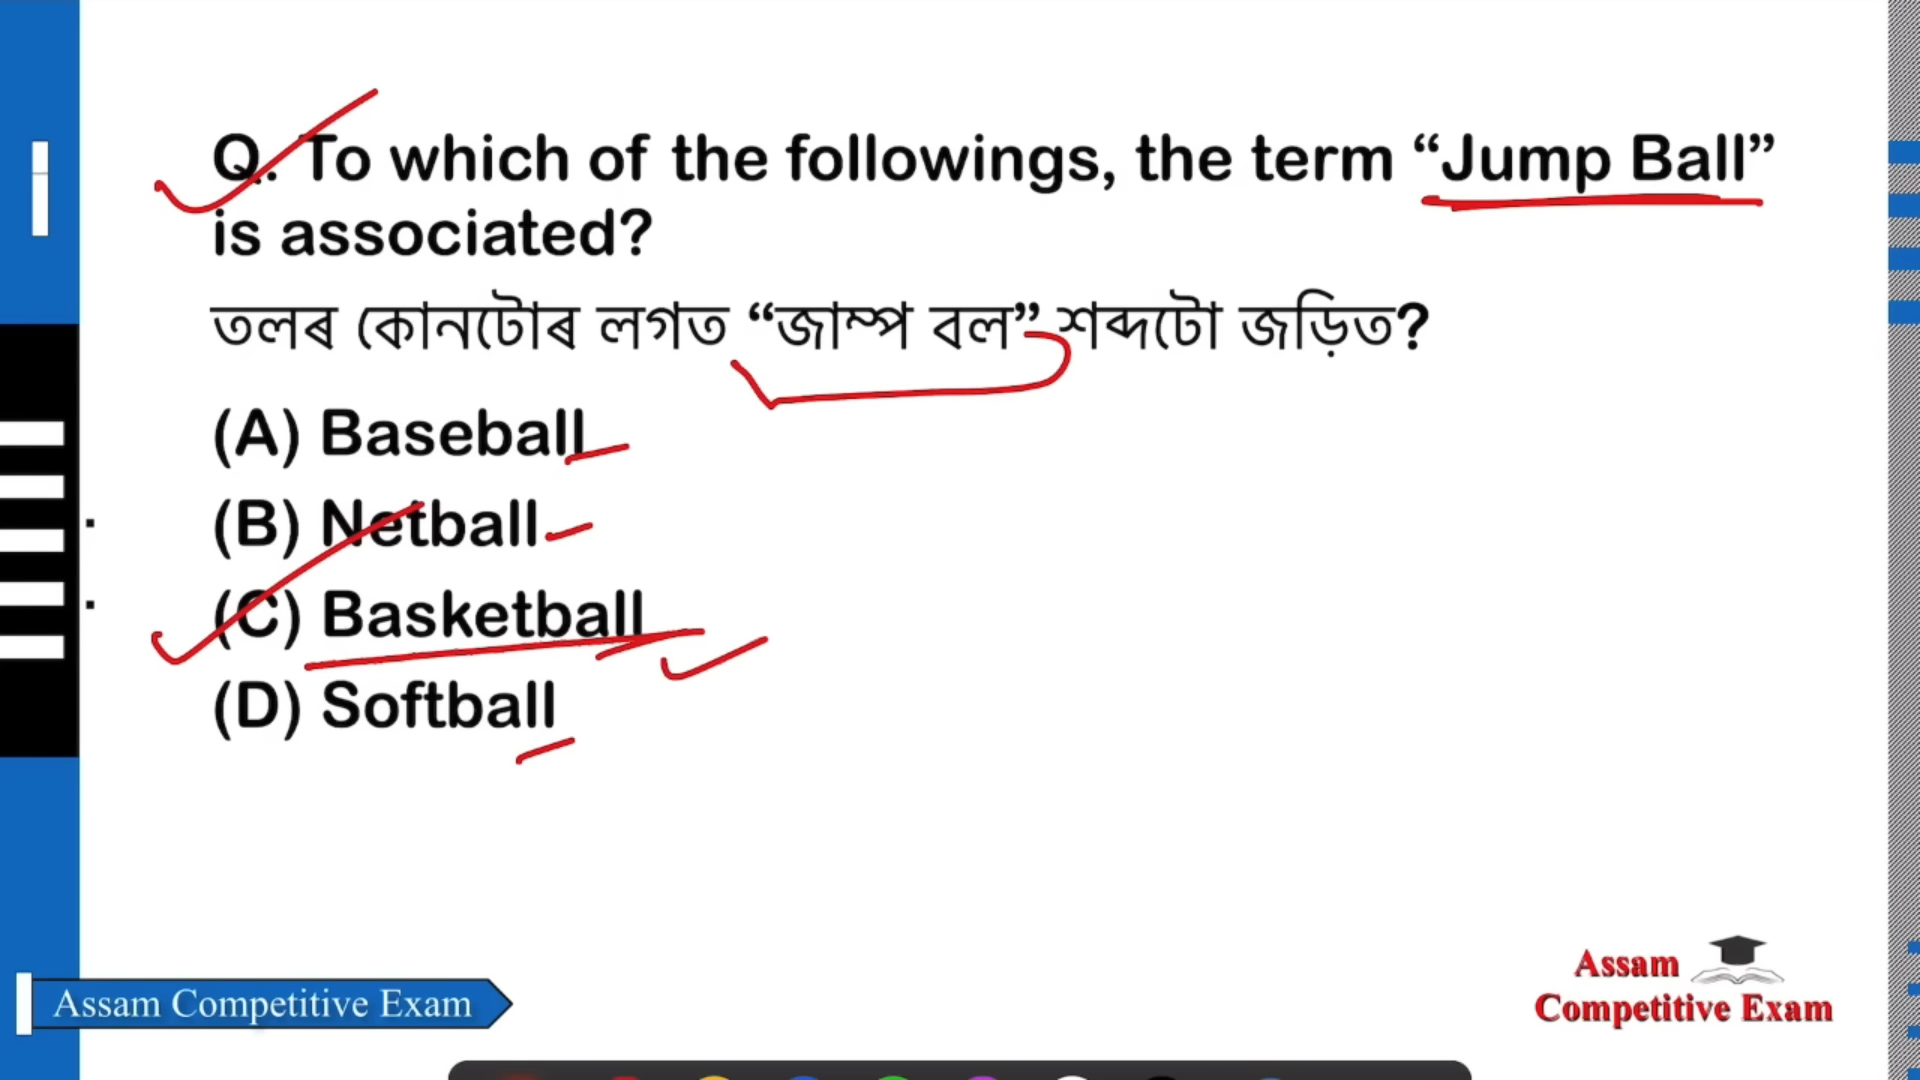 Q. To which of the followings, the term “Jump Ball”
is associated?
তলৰ কোনটোৰ লগত “জাম্প বল” শব্দটো জড়িত?
(A) Baseball
(B) Netball
(C) Basketball
(D) Softball
Assam Competitive Exam
Assam
Competitive Exam